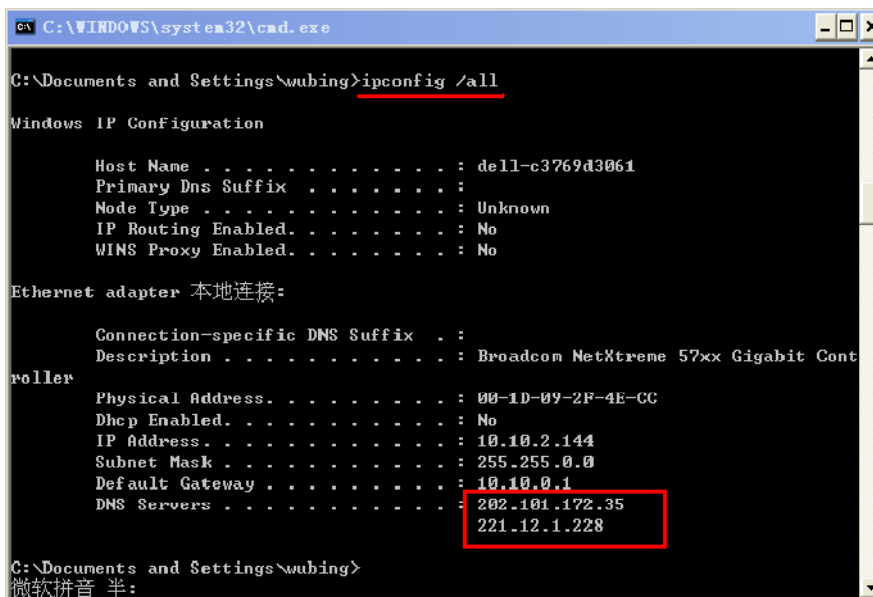 C:\WINDOWS\system32\cmd.exe
C:\Documents and Settings\wubing>ipconfig /all
Windows IP Configuration
Host Name . . . . . . . . . . . . : dell-c3769d3061
Primary Dns Suffix . . . . . . . :
Node Type . . . . . . . . . . . . : Unknown
IP Routing Enabled. . . . . . . . : No
WINS Proxy Enabled. . . . . . . . : No
Ethernet adapter 本地连接:
Connection-specific DNS Suffix . :
Description . . . . . . . . . . . : Broadcom NetXtreme 57xx Gigabit Cont
roller
Physical Address. . . . . . . . . : 00-1D-09-2F-4E-CC
Dhcp Enabled. . . . . . . . . . . : No
IP Address. . . . . . . . . . . . : 10.10.2.144
Subnet Mask . . . . . . . . . . . : 255.255.0.0
Default Gateway . . . . . . . . . : 10.10.0.1
DNS Servers . . . . . . . . . . . : 202.101.172.35
221.12.1.228
C:\Documents and Settings\wubing>
微软拼音 半: